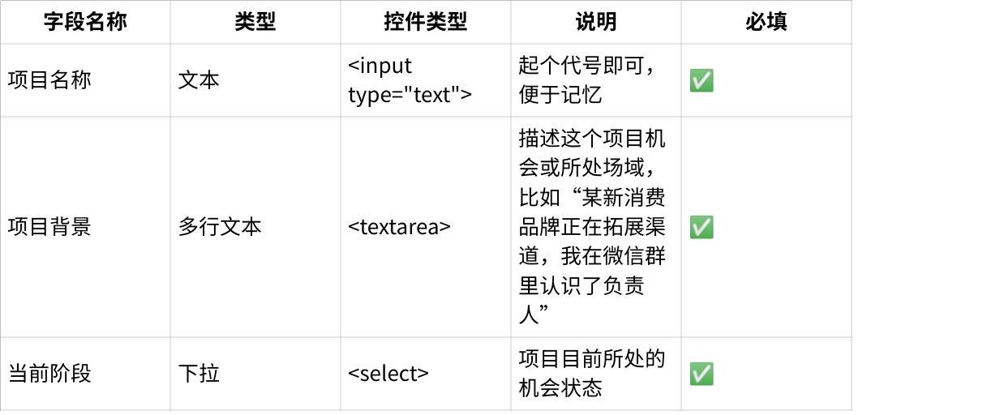 字段名称 类型 控件类型 说明 必填
项目名称 文本 <input type="text"> 起个代号即可，便于记忆 ✅
项目背景 多行文本 <textarea> 描述这个项目机会或所处场域，比如“某新消费品牌正在拓展渠道，我在微信群里认识了负责人” ✅
当前阶段 下拉 <select> 项目目前所处的机会状态 ✅